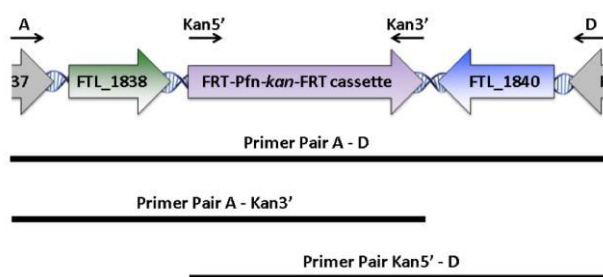 A Kan5’ Kan3’ D
37 FTL_1838 FRT-Pfn-kan-FRT cassette FTL_1840
Primer Pair A - D
Primer Pair A - Kan3’
Primer Pair Kan5’ - D